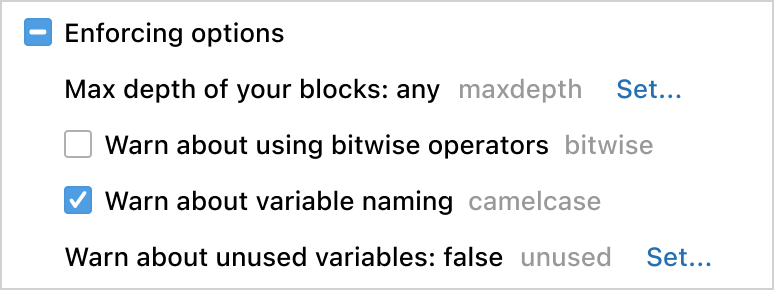 Enforcing options
Max depth of your blocks: any maxdepth Set...
Warn about using bitwise operators bitwise
Warn about variable naming camelcase
Warn about unused variables: false unused Set...